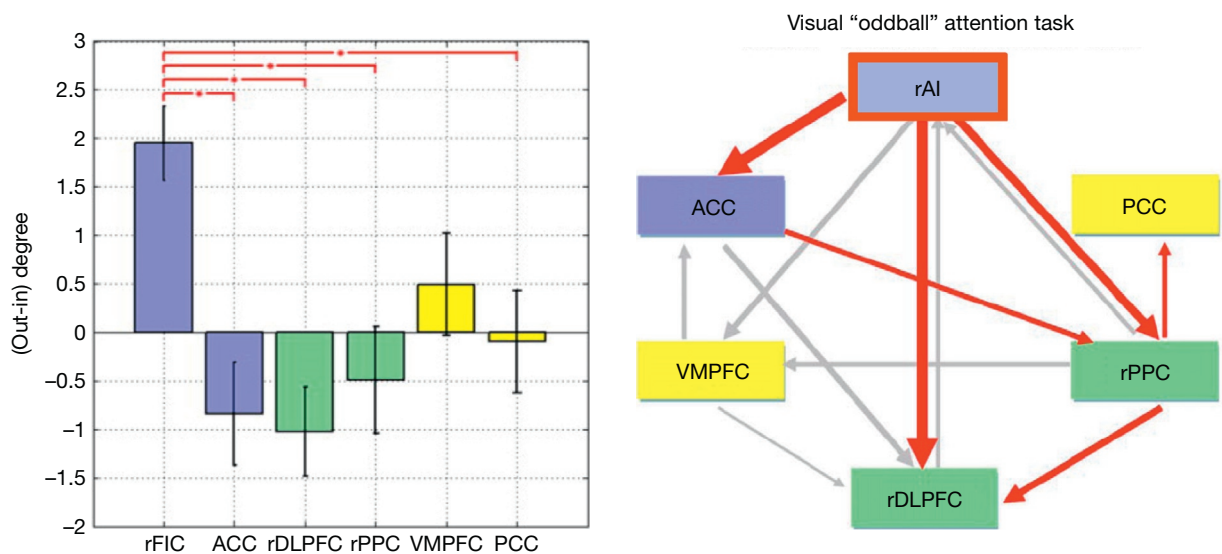 3
2.5
2
1.5
1
0.5
0
−0.5
−1
−1.5
−2
(Out-in) degree
rFIC ACC rDLPFC rPPC VMPFC PCC
Visual “oddball” attention task
rAI
ACC
PCC
VMPFC
rPPC
rDLPFC